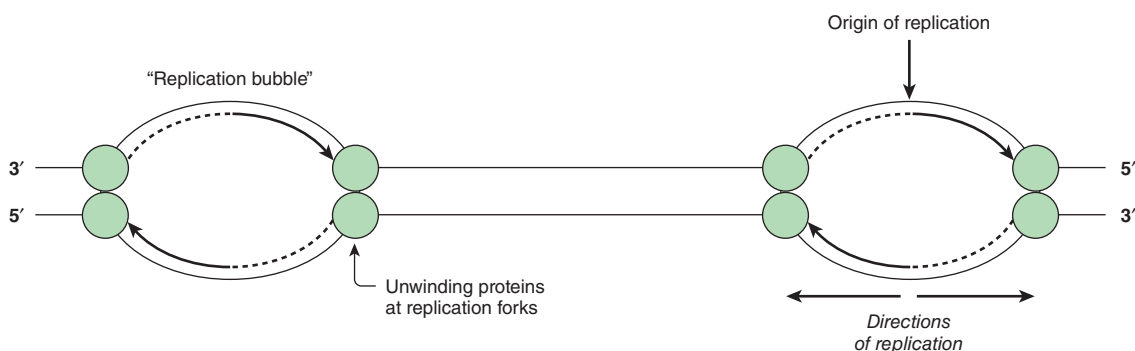 Origin of replication
“Replication bubble”
3′
5′
5′
3′
Unwinding proteins
at replication forks
Directions
of replication